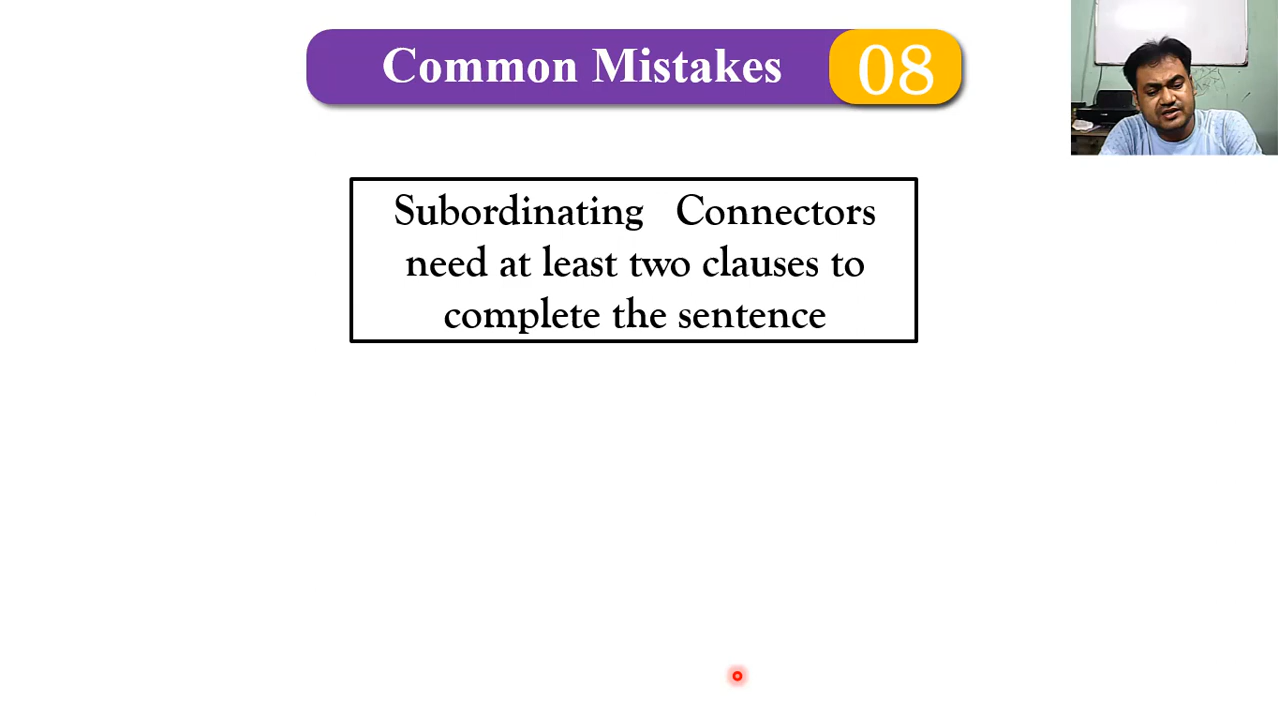 Common Mistakes 08
Subordinating Connectors
need at least two clauses to
complete the sentence